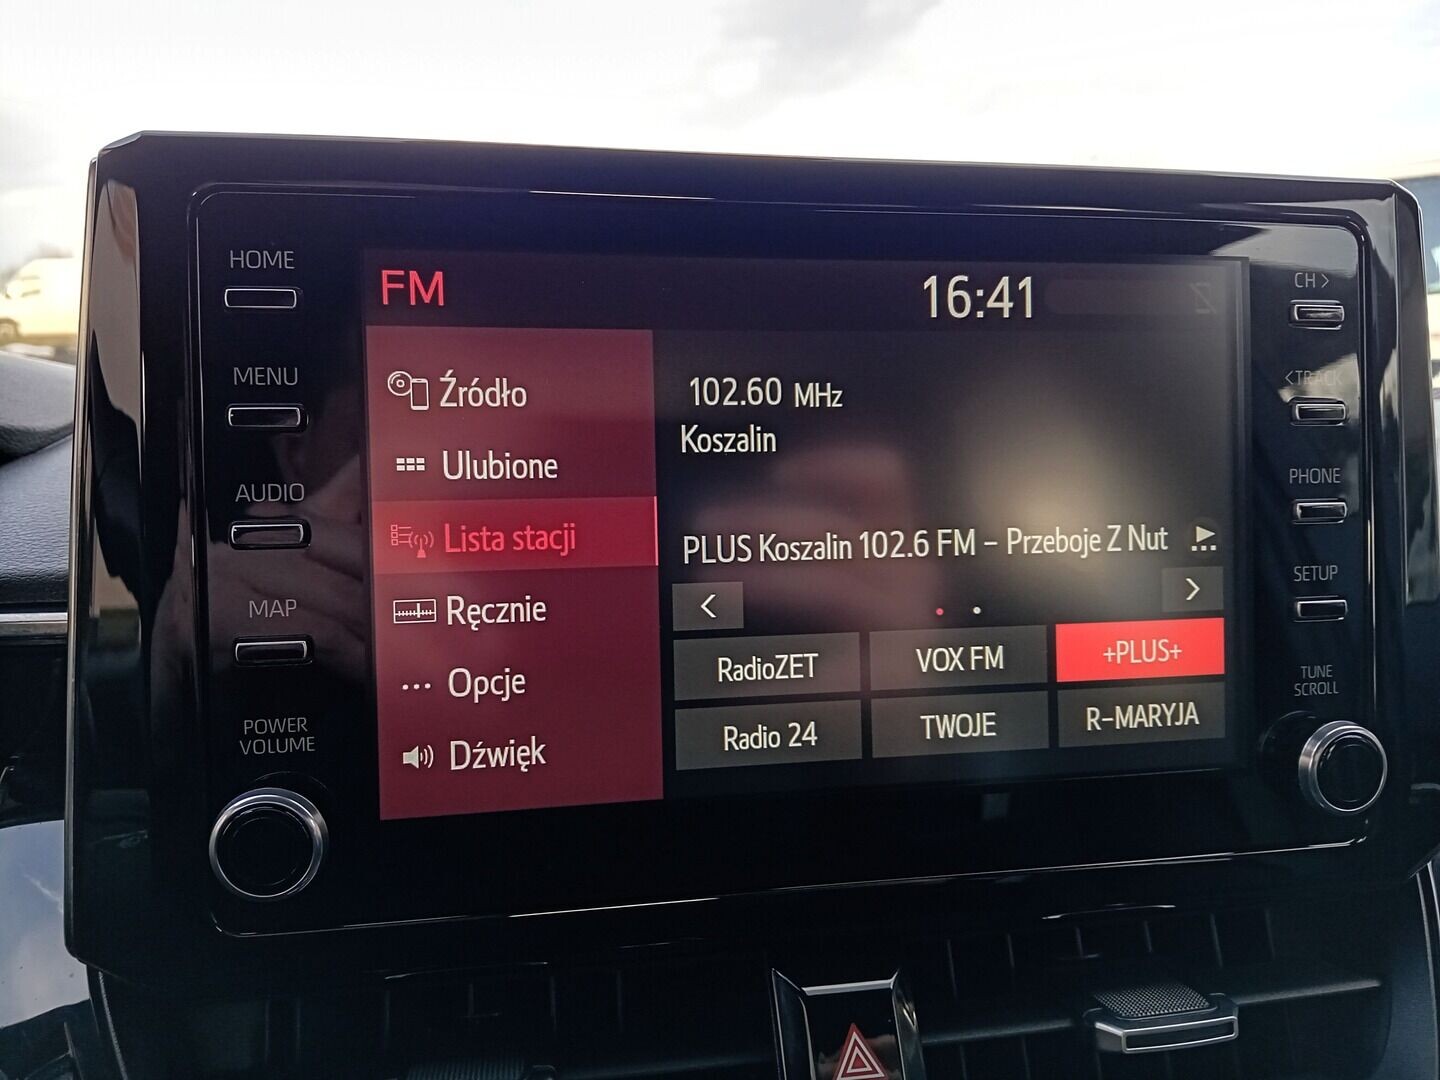 HOME
MENU
AUDIO
MAP
POWER
VOLUME
FM
16:41
Źródło
Ulubione
Lista stacji
Ręcznie
... Opcje
Dźwięk
102.60 MHz
Koszalin
PLUS Koszalin 102.6 FM – Przeboje Z Nut
< >
RadioZET
VOX FM
+PLUS+
Radio 24
TWOJE
R-MARYJA
CH >
< TRACK
PHONE
SETUP
TUNE
SCROLL